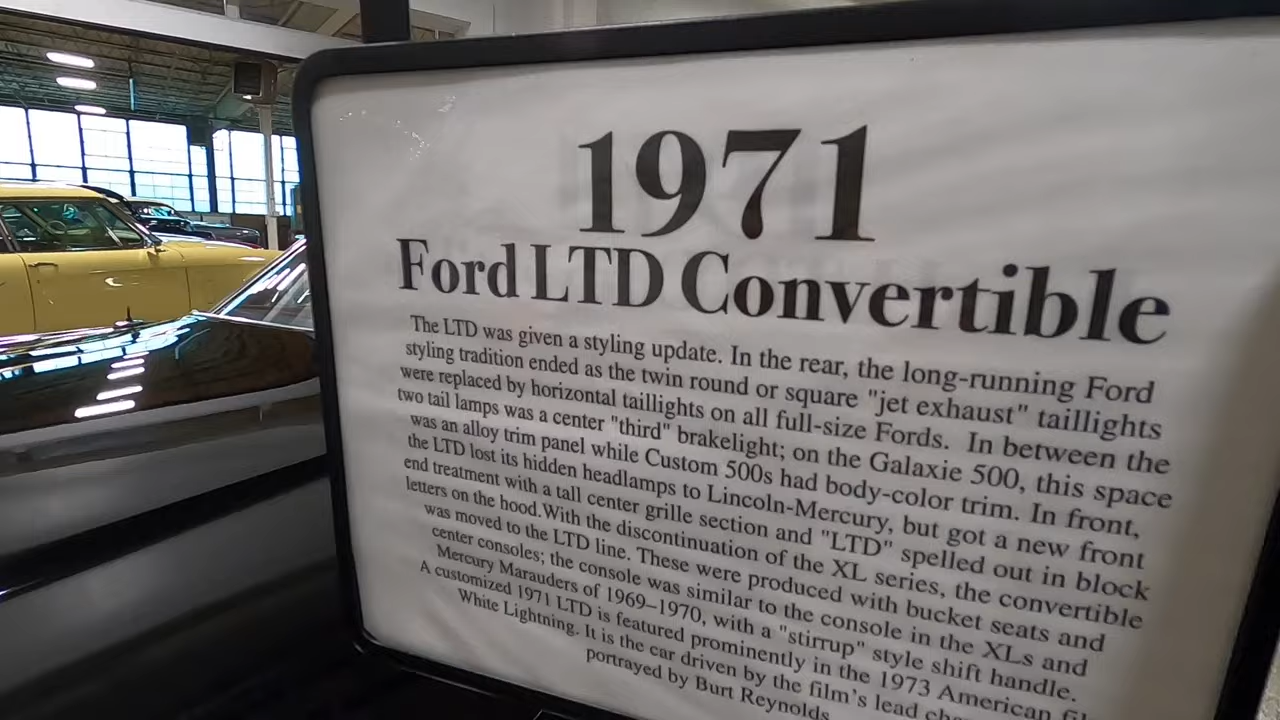 1971
Ford LTD Convertible
The LTD was given a styling update. In the rear, the long-running Ford
styling tradition ended as the twin round or square "jet exhaust" taillights
were replaced by horizontal taillights on all full-size Fords. In between the
two tail lamps was a center "third" brakelight; on the Galaxie 500, this space
was an alloy trim panel while Custom 500s had body-color trim. In front,
the LTD lost its hidden headlamps to Lincoln-Mercury, but got a new front
end treatment with a tall center grille section and "LTD" spelled out in block
letters on the hood.With the discontinuation of the XL series, the convertible
was moved to the LTD line. These were produced with bucket seats and
center consoles; the console was similar to the console in the XLs and
Mercury Marauders of 1969–1970, with a "stirrup" style shift handle.
A customized 1971 LTD is featured prominently in the 1973 American
White Lightning. It is the car driven by the film's lead
portrayed by Burt Reynolds